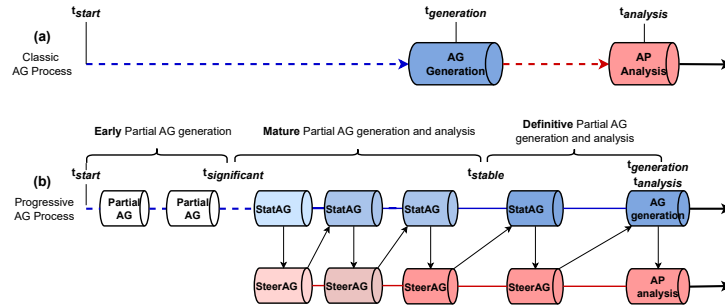 t_start
t_generation
t_analysis
(a)
Classic
AG Process
AG
Generation
AP
Analysis
Early Partial AG generation
Mature Partial AG generation and analysis
Definitive Partial AG
generation and analysis
(b)
t_start
t_significant
t_stable
t_generation
t_analysis
Progressive
AG Process
Partial
AG
Partial
AG
StatAG
StatAG
StatAG
StatAG
AG
generation
SteerAG
SteerAG
SteerAG
SteerAG
AP
analysis